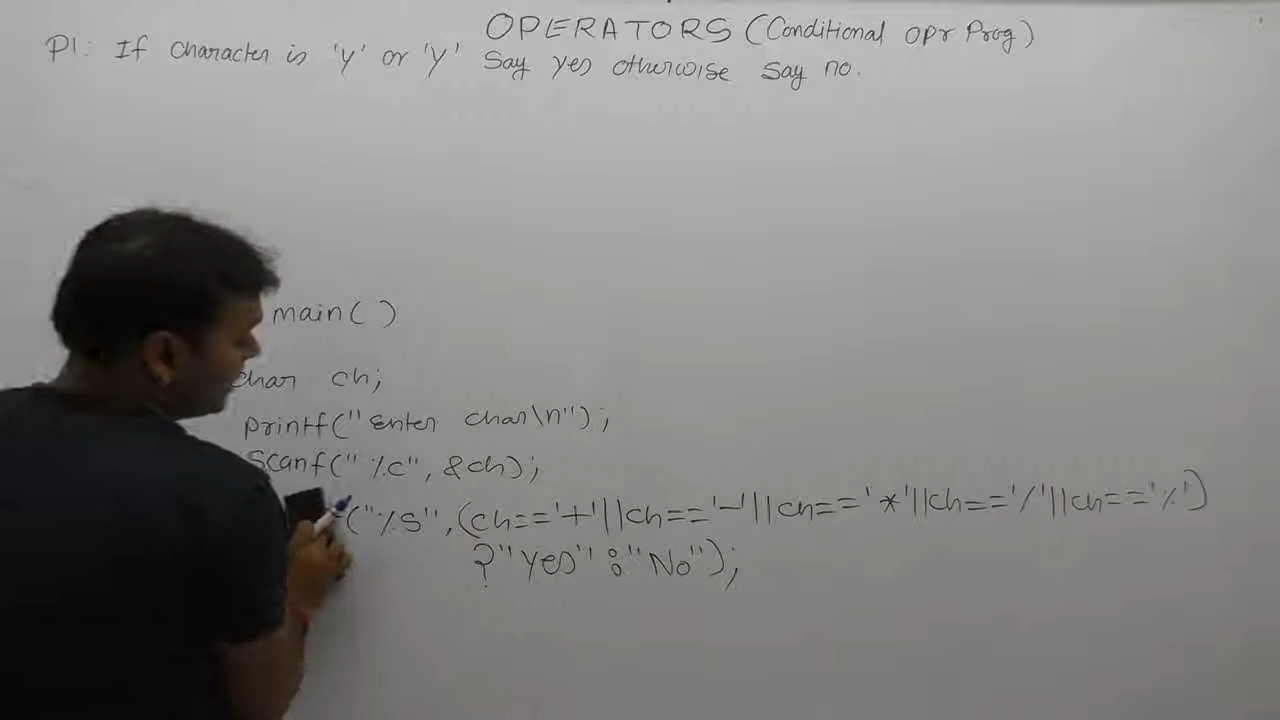 OPERATORS (Conditional opr Prog)
P1: If character is 'y' or 'Y' Say yes otherwise say no.
main( )
char ch;
printf("Enter char\n");
Scanf("%c", &ch);
("%s",(ch=='+'||ch=='-'||ch=='*'||ch=='/'||ch=='%')
?"Yes":"No");